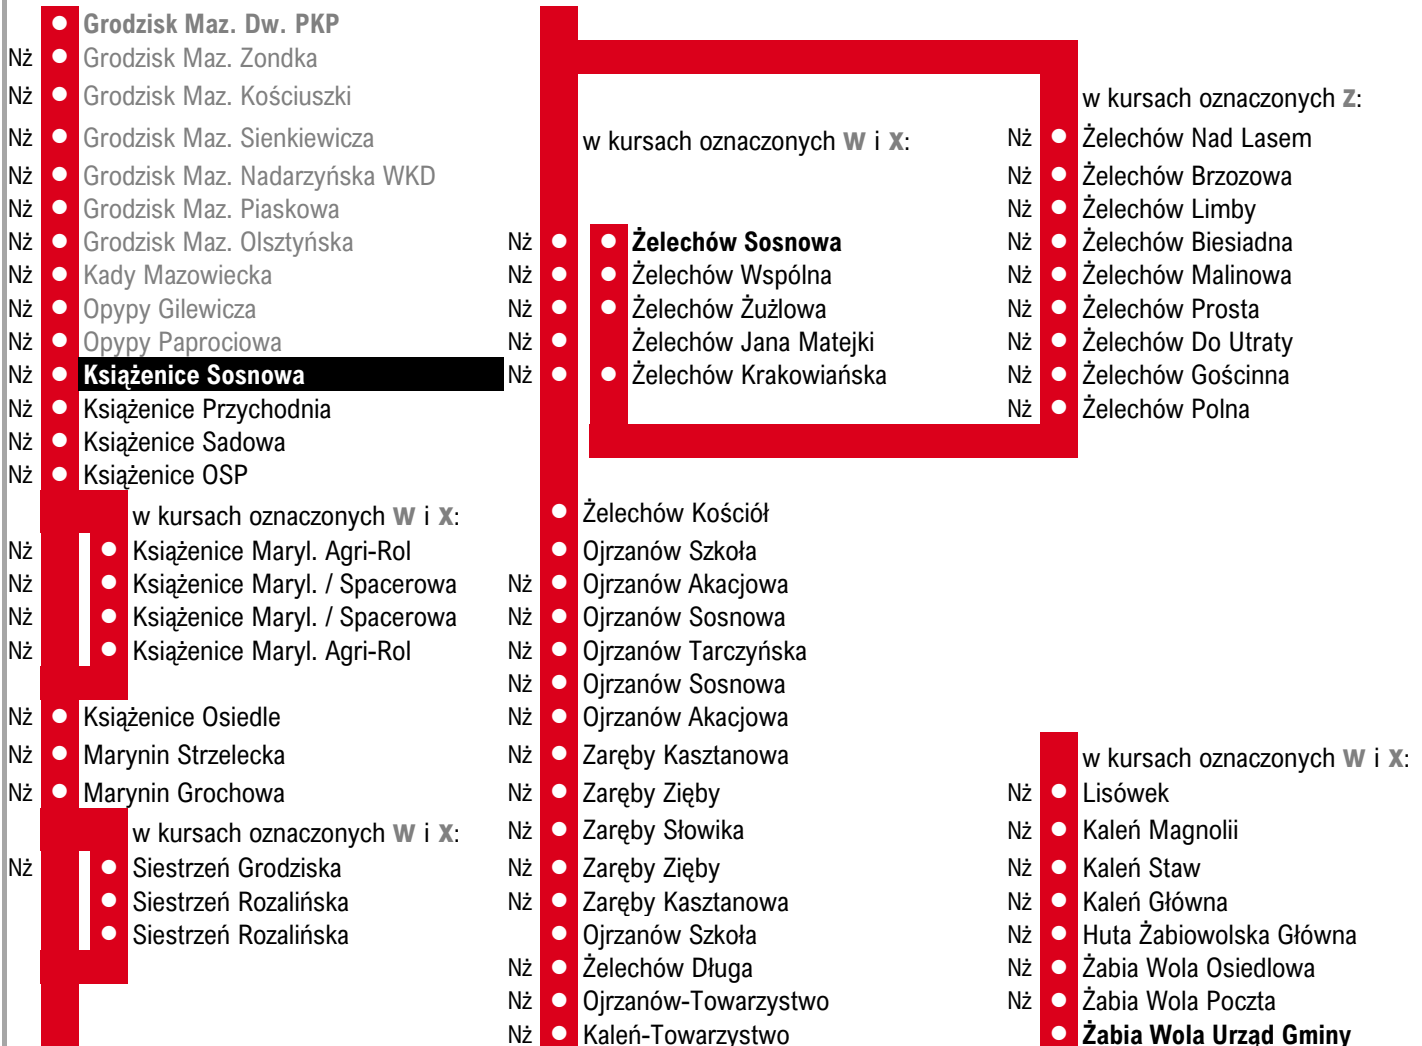 Grodzisk Maz. Dw. PKP
Nż Grodzisk Maz. Zondka
Nż Grodzisk Maz. Kościuszki
Nż Grodzisk Maz. Sienkiewicza
Nż Grodzisk Maz. Nadarzyńska WKD
Nż Grodzisk Maz. Piaskowa
Nż Grodzisk Maz. Olsztyńska
Nż Kady Mazowiecka
Nż Opypy Gilewicza
Nż Opypy Paprociowa
Nż Książenice Sosnowa
Nż Książenice Przychodnia
Nż Książenice Sadowa
Nż Książenice OSP
w kursach oznaczonych W i X:
Nż Książenice Maryl. Agri-Rol
Nż Książenice Maryl. / Spacerowa
Nż Książenice Maryl. / Spacerowa
Nż Książenice Maryl. Agri-Rol
Nż Książenice Osiedle
Nż Marynin Strzelecka
Nż Marynin Grochowa
w kursach oznaczonych W i X:
Nż Siestrzeń Grodziska
Siestrzeń Rozalińska
Siestrzeń Rozalińska
w kursach oznaczonych W i X:
Nż Żelechów Sosnowa
Nż Żelechów Wspólna
Nż Żelechów Żużlowa
Nż Żelechów Jana Matejki
Nż Żelechów Krakowiańska
w kursach oznaczonych Z:
Nż Żelechów Nad Lasem
Nż Żelechów Brzozowa
Nż Żelechów Limby
Nż Żelechów Biesiadna
Nż Żelechów Malinowa
Nż Żelechów Prosta
Nż Żelechów Do Utraty
Nż Żelechów Gościnna
Nż Żelechów Polna
Żelechów Kościół
Ojrzanów Szkoła
Nż Ojrzanów Akacjowa
Nż Ojrzanów Sosnowa
Nż Ojrzanów Tarczyńska
Nż Ojrzanów Sosnowa
Nż Ojrzanów Akacjowa
Nż Zaręby Kasztanowa
Nż Zaręby Zięby
Nż Zaręby Słowika
Nż Zaręby Zięby
Nż Zaręby Kasztanowa
Ojrzanów Szkoła
Nż Żelechów Długa
Nż Ojrzanów-Towarzystwo
Nż Kaleń-Towarzystwo
w kursach oznaczonych W i X:
Nż Lisówek
Nż Kaleń Magnolii
Nż Kaleń Staw
Nż Kaleń Główna
Nż Huta Żabiowolska Główna
Nż Żabia Wola Osiedlowa
Nż Żabia Wola Poczta
Żabia Wola Urząd Gminy